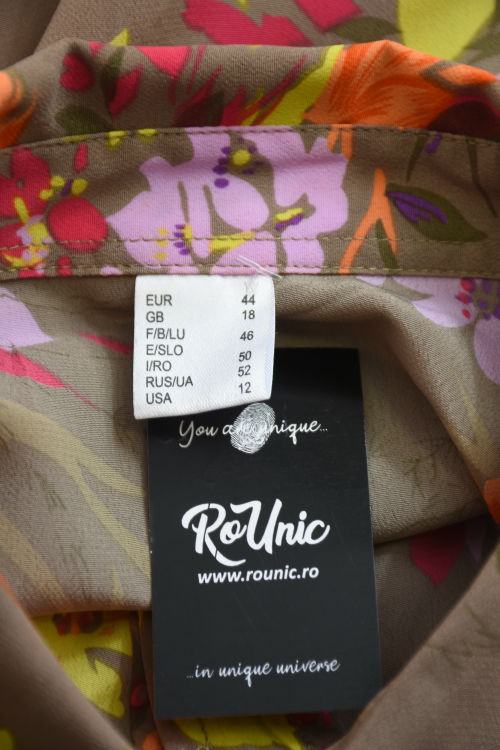 EUR 44
GB 18
F/B/LU 46
E/SLO
I/RO 50
RUS/UA 52
USA 12
You are unique...
RoUnic
www.rounic.ro
...in unique universe